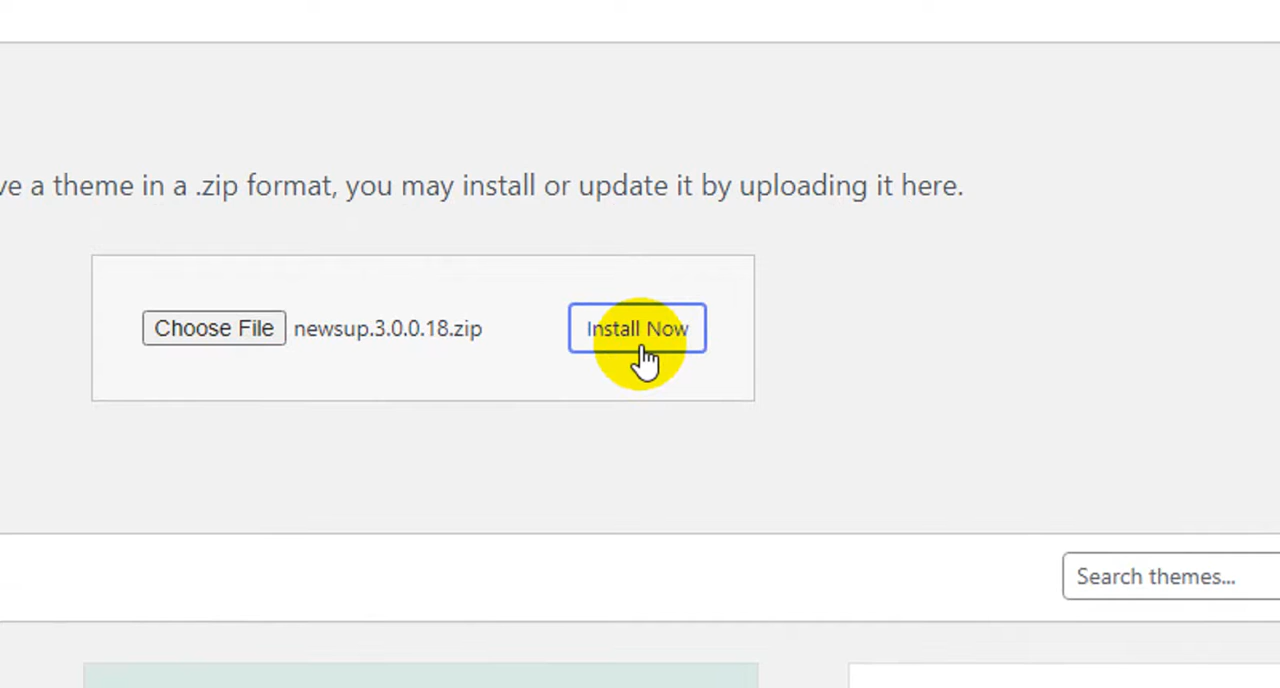 ve a theme in a .zip format, you may install or update it by uploading it here.
Choose File newsup.3.0.0.18.zip Install Now
Search themes...